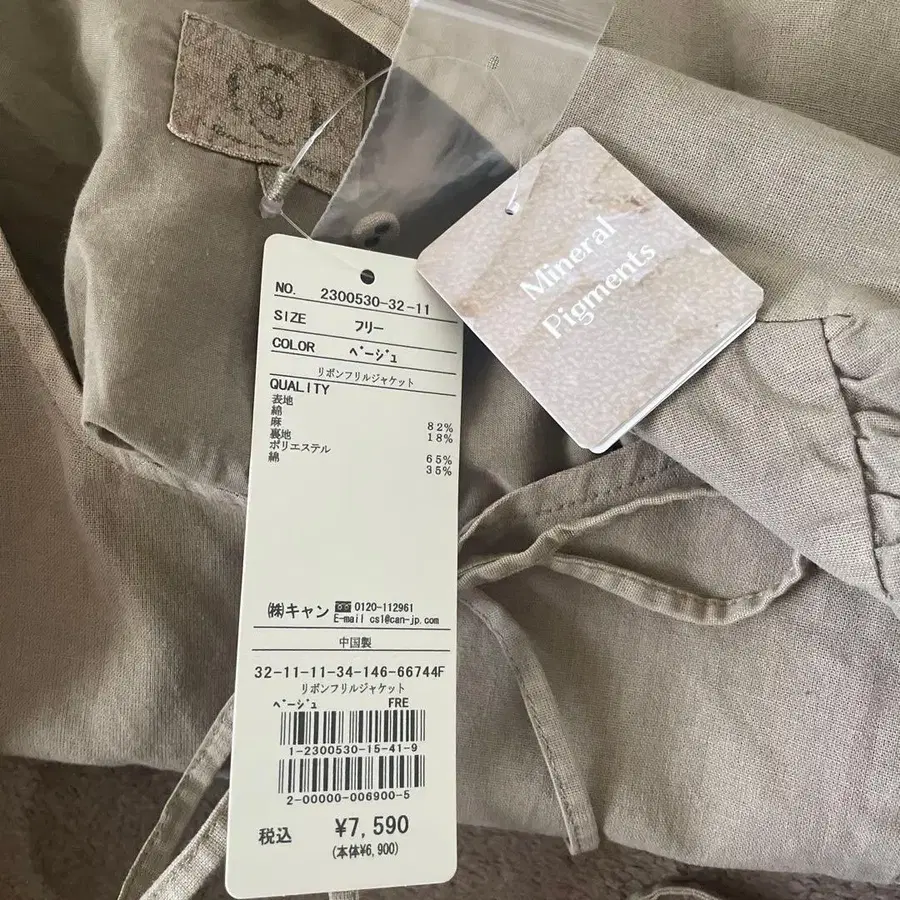 NO. 2300530-32-11
SIZE フリー
COLOR ベージュ
リボンフリルジャケット
QUALITY
表地
綿 82%
麻 18%
裏地
ポリエステル 65%
綿 35%
㈱キャン 0120-112961
E-mail cs1@can-jp.com
中国製
32-11-11-34-146-66744F
リボンフリルジャケット
ベージュ FRE
1-2300530-15-41-9
2-00000-006900-5
税込 ¥7,590
(本体¥6,900)
Mineral
Pigments